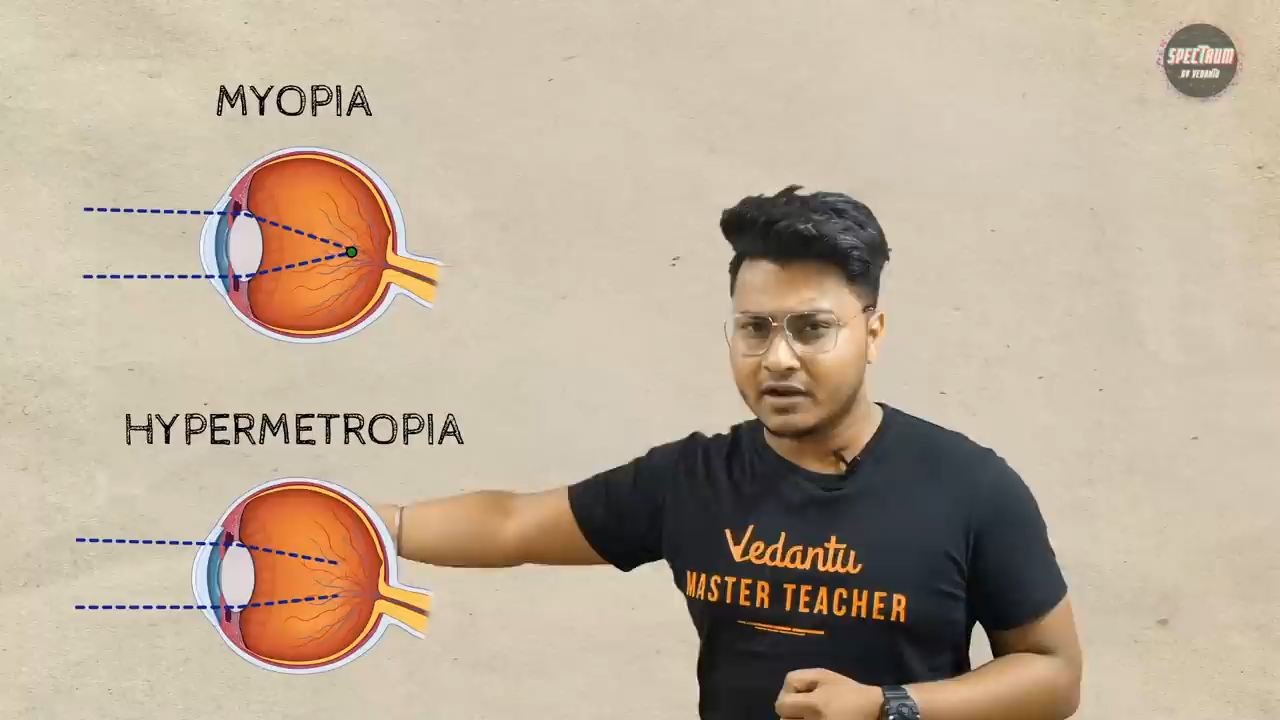 MYOPIA
HYPERMETROPIA
SPECTRUM
BY VEDANTU
Vedantu
MASTER TEACHER